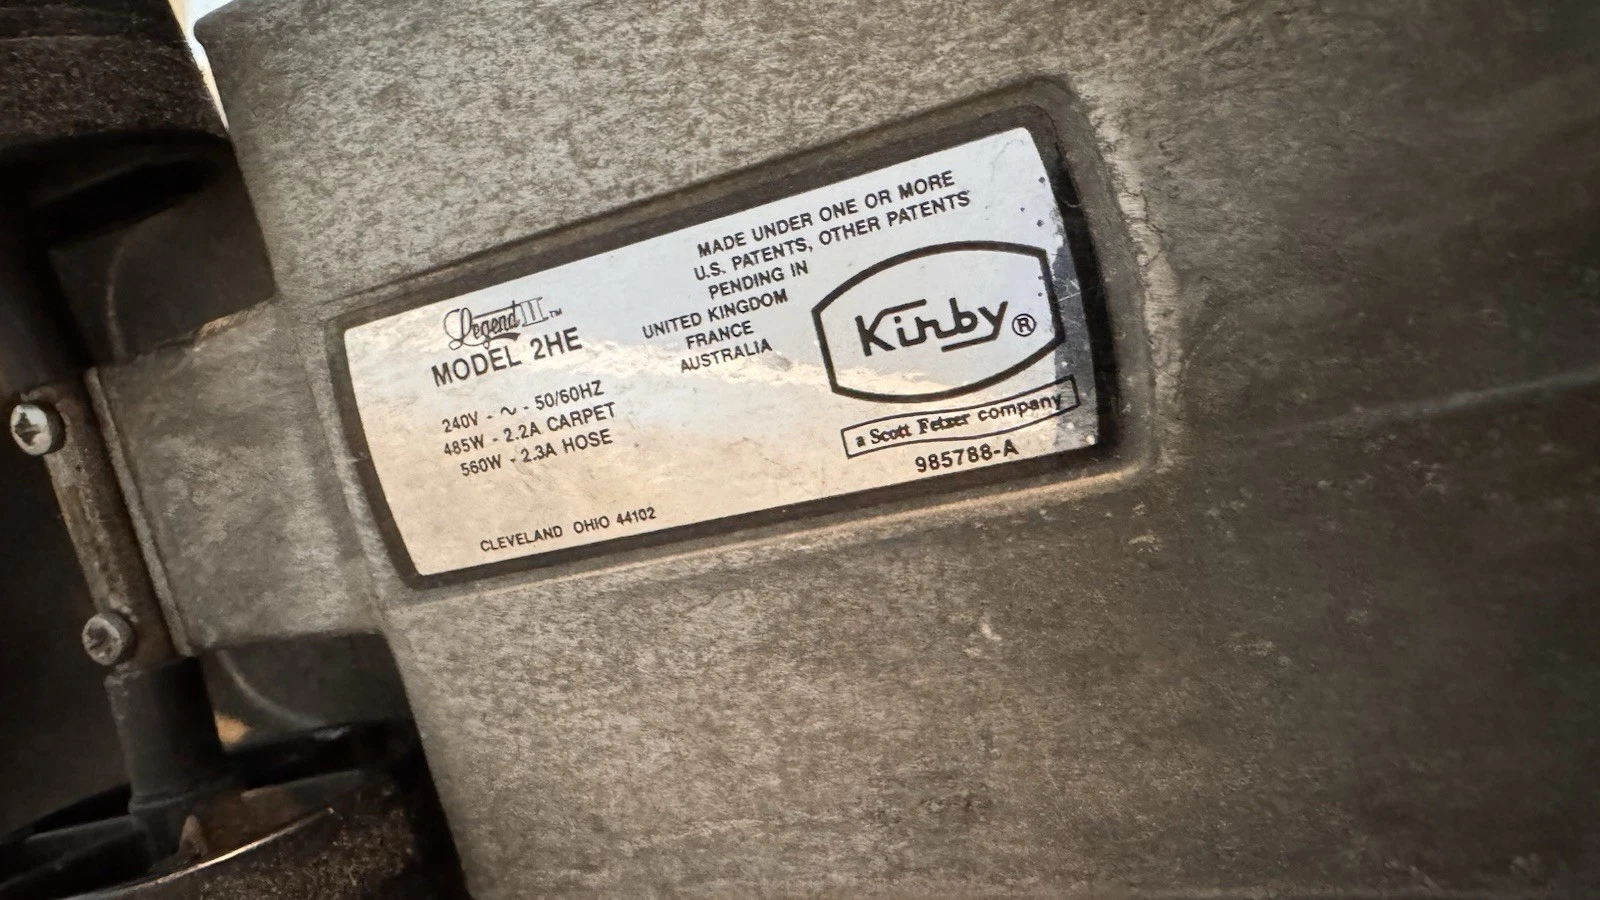 Legend III™
MODEL 2HE
240V - ~ - 50/60HZ
485W - 2.2A CARPET
560W - 2.3A HOSE
CLEVELAND OHIO 44102
MADE UNDER ONE OR MORE
U.S. PATENTS, OTHER PATENTS
PENDING IN
UNITED KINGDOM
FRANCE
AUSTRALIA
Kirby®
a Scott Fetzer company
985788-A